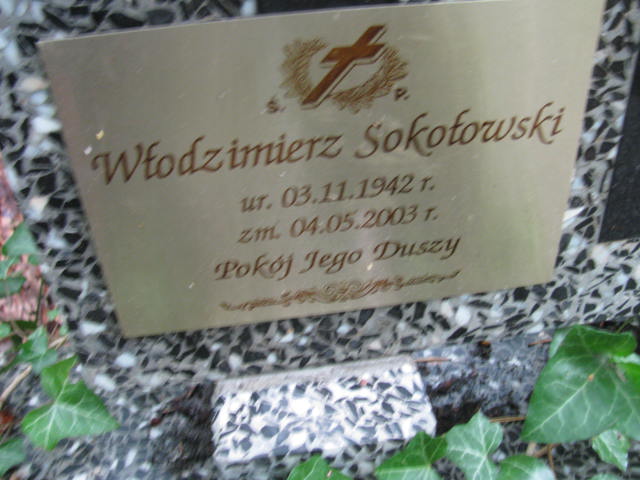 Ś. P.
Włodzimierz Sokołowski
ur. 03.11.1942 r.
zm. 04.05.2003 r.
Pokój Jego Duszy